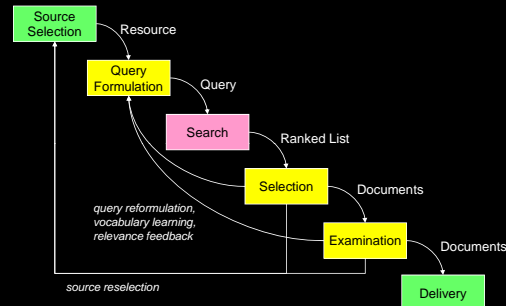 Source
Selection
Resource
Query
Formulation
Query
Search
Ranked List
Selection
Documents
query reformulation,
vocabulary learning,
relevance feedback
Examination
Documents
source reselection
Delivery